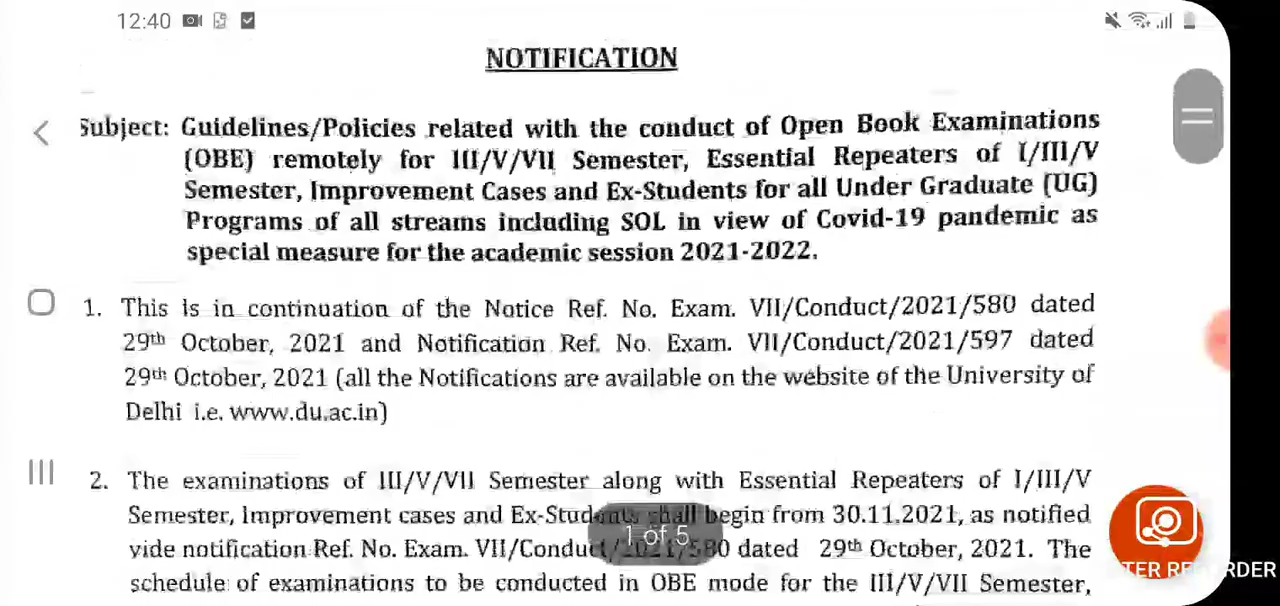 12:40
NOTIFICATION
Subject: Guidelines/Policies related with the conduct of Open Book Examinations
(OBE) remotely for III/V/VII Semester, Essential Repeaters of I/III/V
Semester, Improvement Cases and Ex-Students for all Under Graduate (UG)
Programs of all streams including SOL in view of Covid-19 pandemic as
special measure for the academic session 2021-2022.
1. This is in continuation of the Notice Ref. No. Exam. VII/Conduct/2021/580 dated
29th October, 2021 and Notification Ref. No. Exam. VII/Conduct/2021/597 dated
29th October, 2021 (all the Notifications are available on the website of the University of
Delhi i.e. www.du.ac.in)
2. The examinations of III/V/VII Semester along with Essential Repeaters of I/III/V
Semester, Improvement cases and Ex-Students shall begin from 30.11.2021, as notified
vide notification Ref. No. Exam. VII/Conduct/2021/580 dated 29th October, 2021. The
1 of 5
schedule of examinations to be conducted in OBE mode for the III/V/VII Semester,